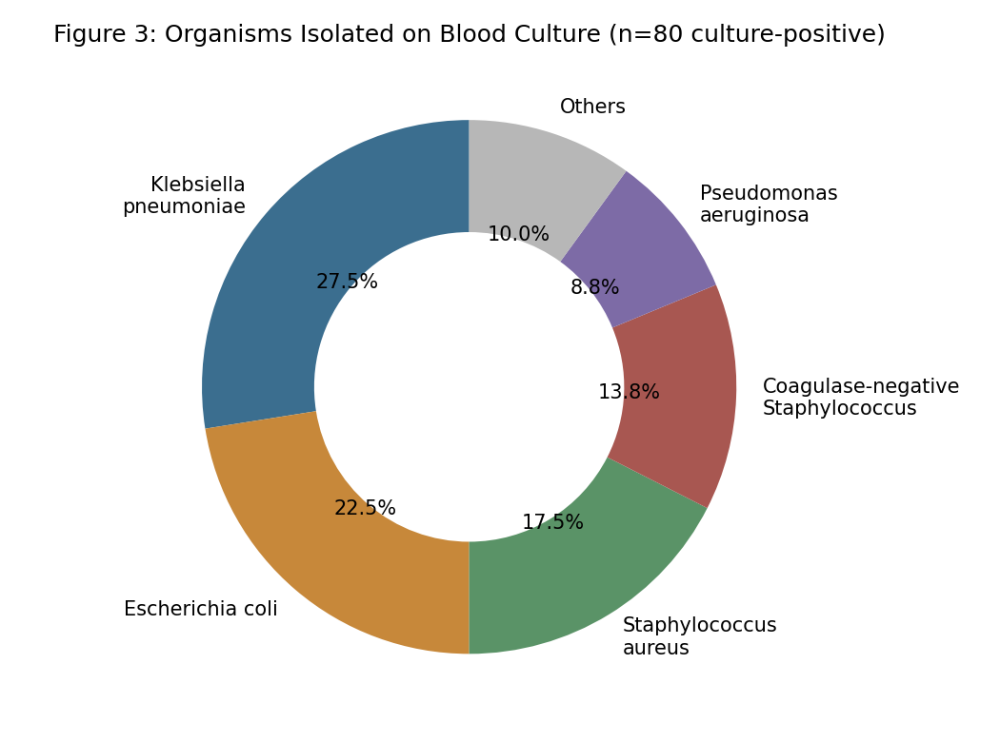 Figure 3: Organisms Isolated on Blood Culture (n=80 culture-positive)
Others
Klebsiella
pneumoniae
Pseudomonas
aeruginosa
10.0%
27.5%
8.8%
13.8%
Coagulase-negative
Staphylococcus
22.5%
17.5%
Escherichia coli
Staphylococcus
aureus